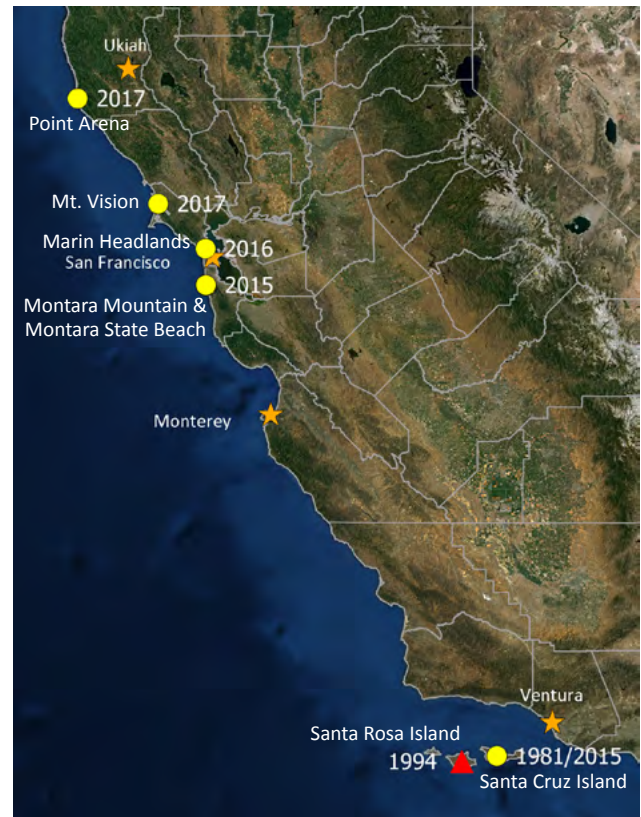 Ukiah
2017
Point Arena
Mt. Vision
2017
Marin Headlands
2016
San Francisco
2015
Montara Mountain &
Montara State Beach
Monterey
Ventura
Santa Rosa Island
1994
1981/2015
Santa Cruz Island